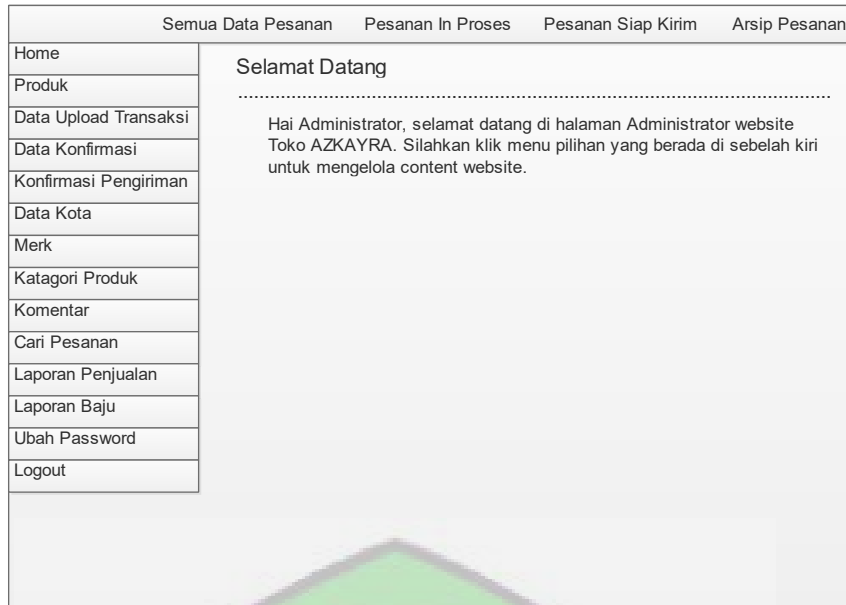 Semua Data Pesanan Pesanan In Proses Pesanan Siap Kirim Arsip Pesanan
Home
Produk
Data Upload Transaksi
Data Konfirmasi
Konfirmasi Pengiriman
Data Kota
Merk
Katagori Produk
Komentar
Cari Pesanan
Laporan Penjualan
Laporan Baju
Ubah Password
Logout
Selamat Datang
Hai Administrator, selamat datang di halaman Administrator website
Toko AZKAYRA. Silahkan klik menu pilihan yang berada di sebelah kiri
untuk mengelola content website.